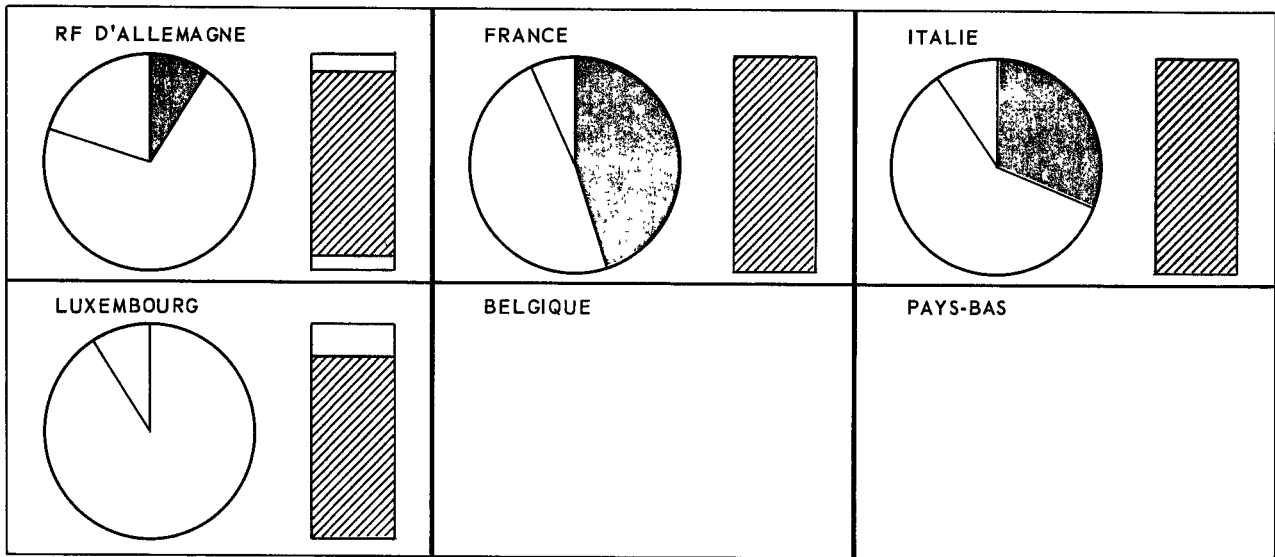 RF D'ALLEMAGNE
FRANCE
ITALIE
LUXEMBOURG
BELGIQUE
PAYS-BAS